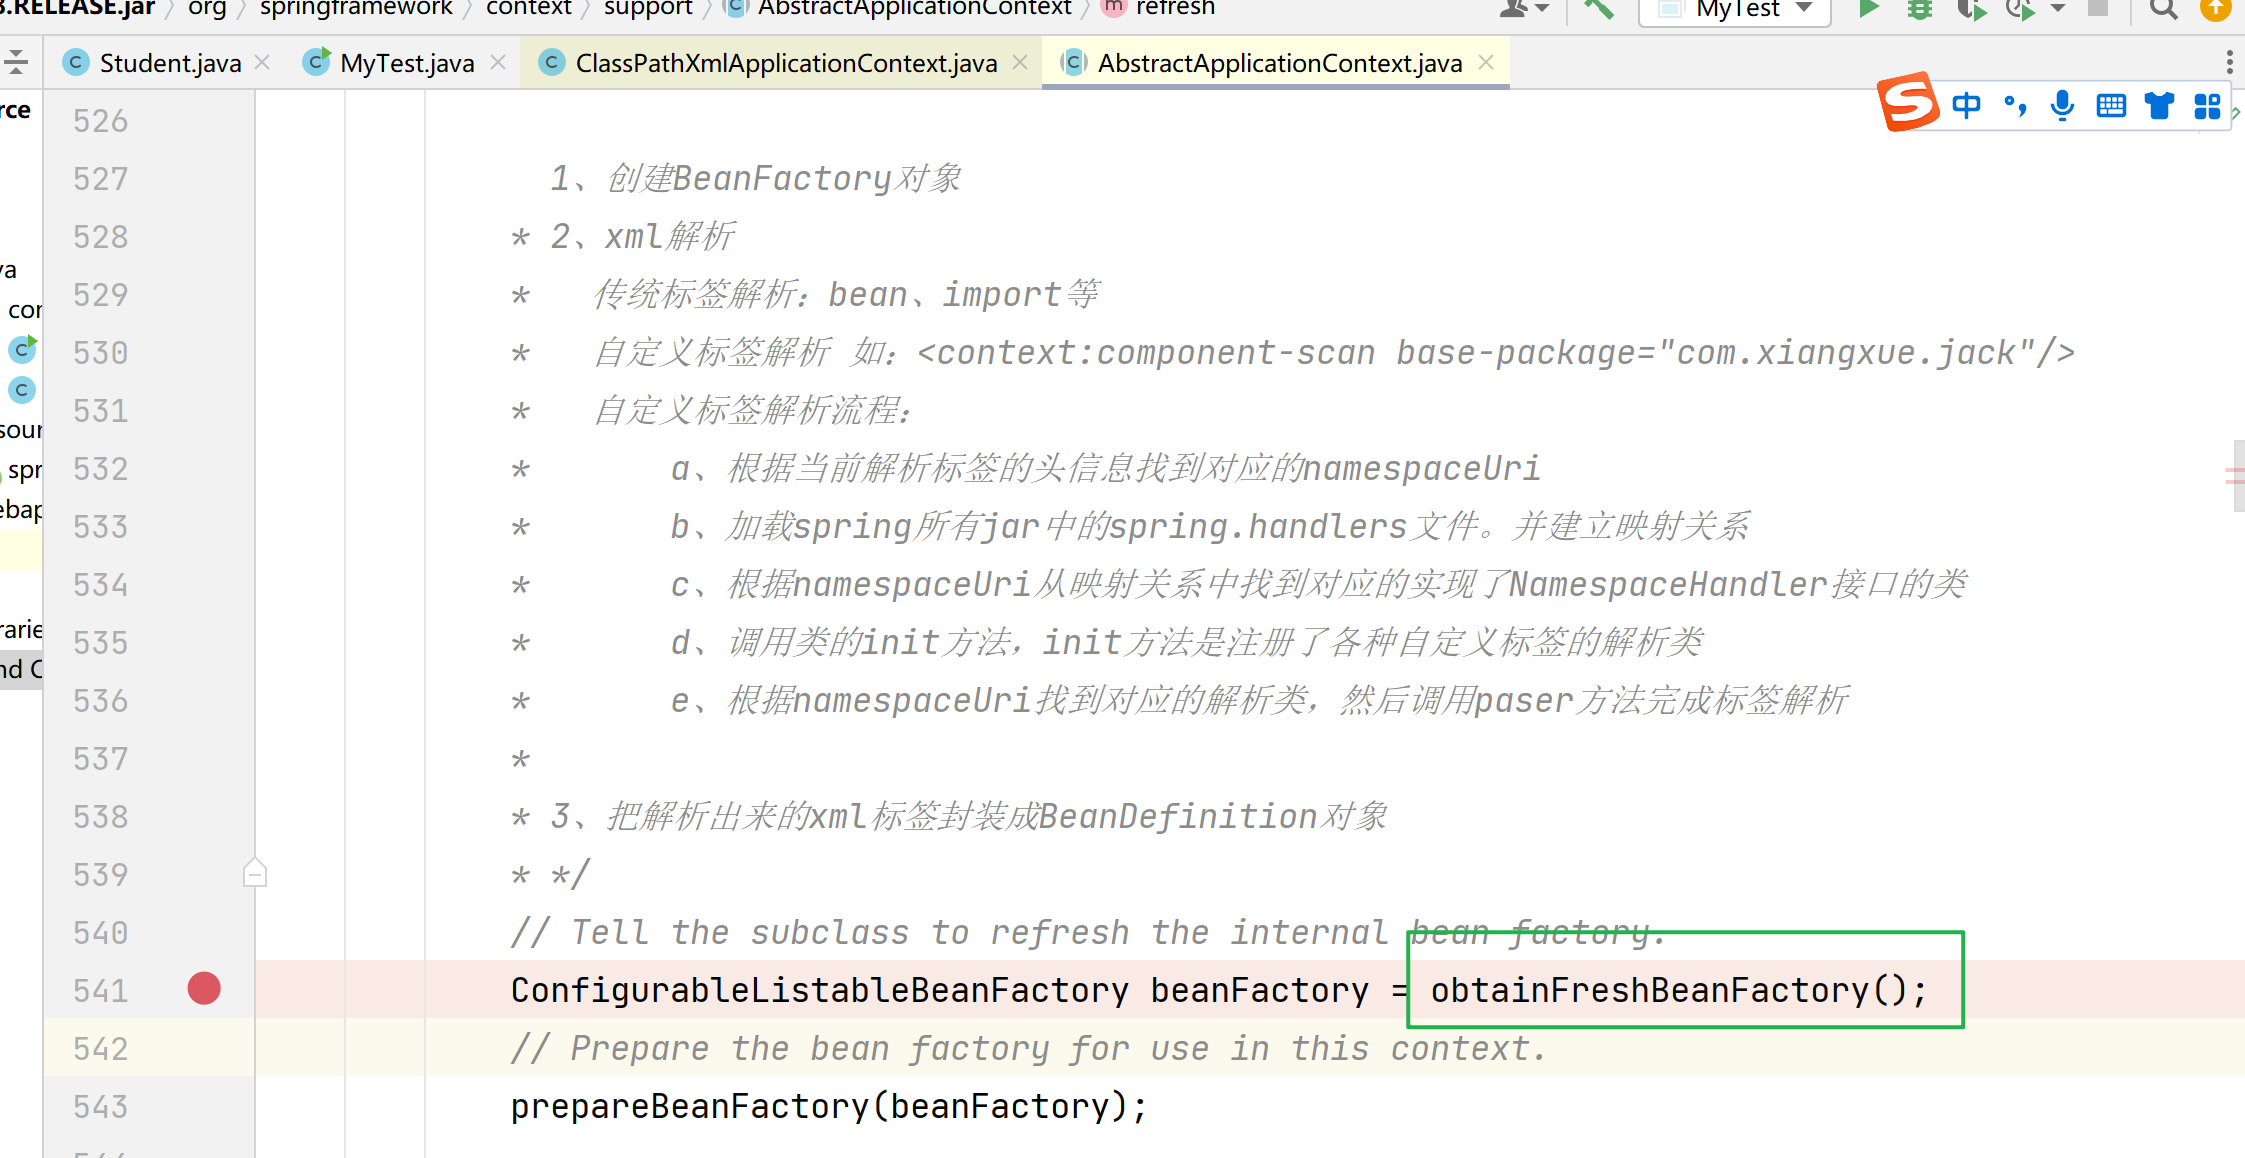 3.RELEASE.jar org springframework context support AbstractApplicationContext refresh MyTest
Student.java MyTest.java ClassPathXmlApplicationContext.java AbstractApplicationContext.java
中
526
527 1、创建BeanFactory对象
528 * 2、xml解析
529 * 传统标签解析：bean、import等
530 * 自定义标签解析 如：<context:component-scan base-package="com.xiangxue.jack"/>
531 * 自定义标签解析流程：
532 * a、根据当前解析标签的头信息找到对应的namespaceUri
533 * b、加载spring所有jar中的spring.handlers文件。并建立映射关系
534 * c、根据namespaceUri从映射关系中找到对应的实现了NamespaceHandler接口的类
535 * d、调用类的init方法，init方法是注册了各种自定义标签的解析类
536 * e、根据namespaceUri找到对应的解析类，然后调用paser方法完成标签解析
537 *
538 * 3、把解析出来的xml标签封装成BeanDefinition对象
539 * */
540 // Tell the subclass to refresh the internal bean factory.
541 ConfigurableListableBeanFactory beanFactory = obtainFreshBeanFactory();
542 // Prepare the bean factory for use in this context.
543 prepareBeanFactory(beanFactory);